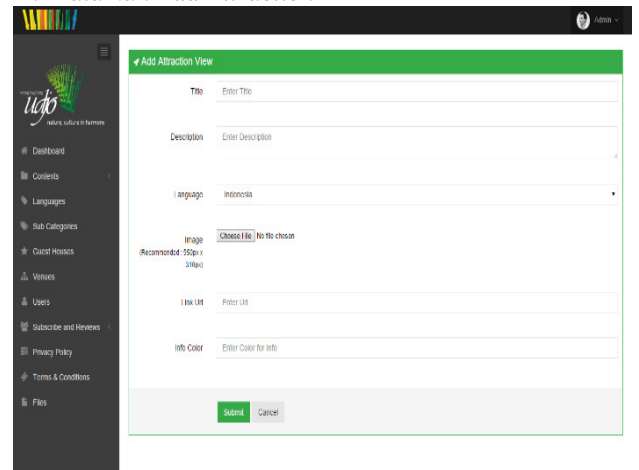 Admin
udjo
nature, culture in harmony
Dashboard
Contents
Languages
Sub Categories
Guest Houses
Venues
Users
Subscribe and Reviews
Privacy Policy
Terms & Conditions
Files
Add Attraction View
Title
Enter Title
Description
Enter Description
Language
Indonesia
Image
(Recommended : 550px x
310px)
Choose File No file chosen
Link Url
Enter Url
Info Color
Enter Color for Info
Submit Cancel